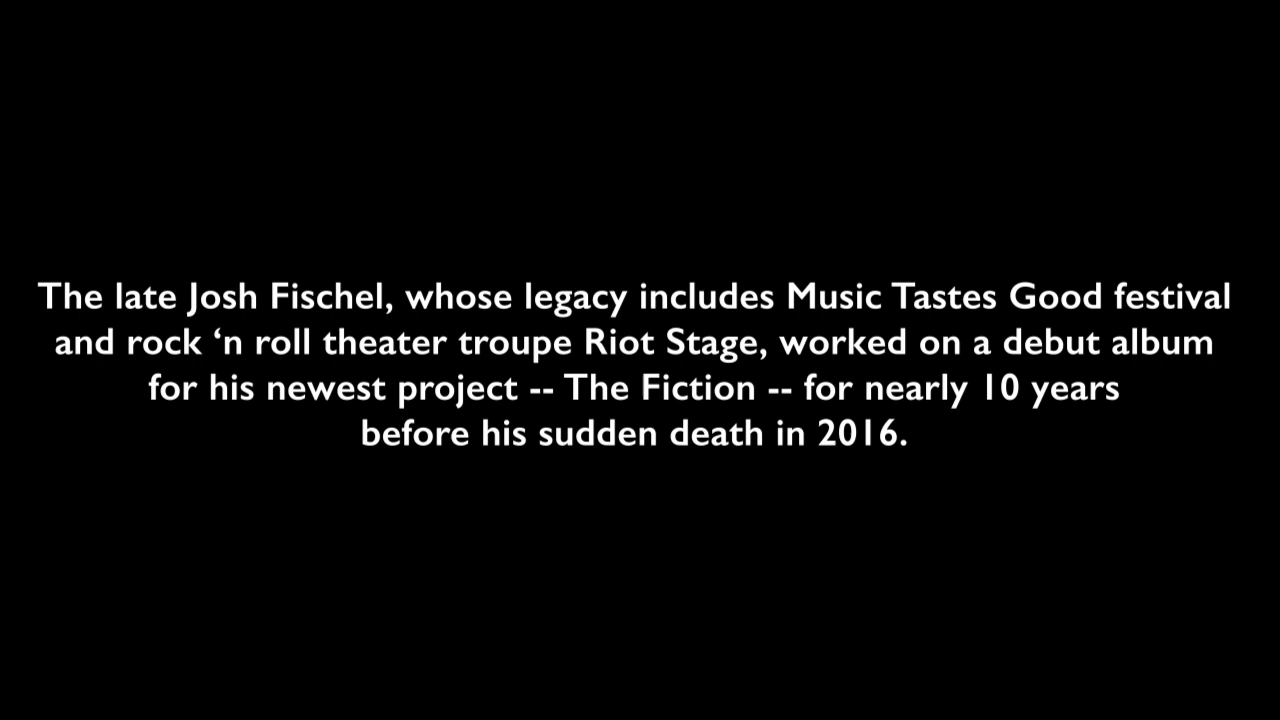 The late Josh Fischel, whose legacy includes Music Tastes Good festival
and rock ‘n roll theater troupe Riot Stage, worked on a debut album
for his newest project -- The Fiction -- for nearly 10 years
before his sudden death in 2016.